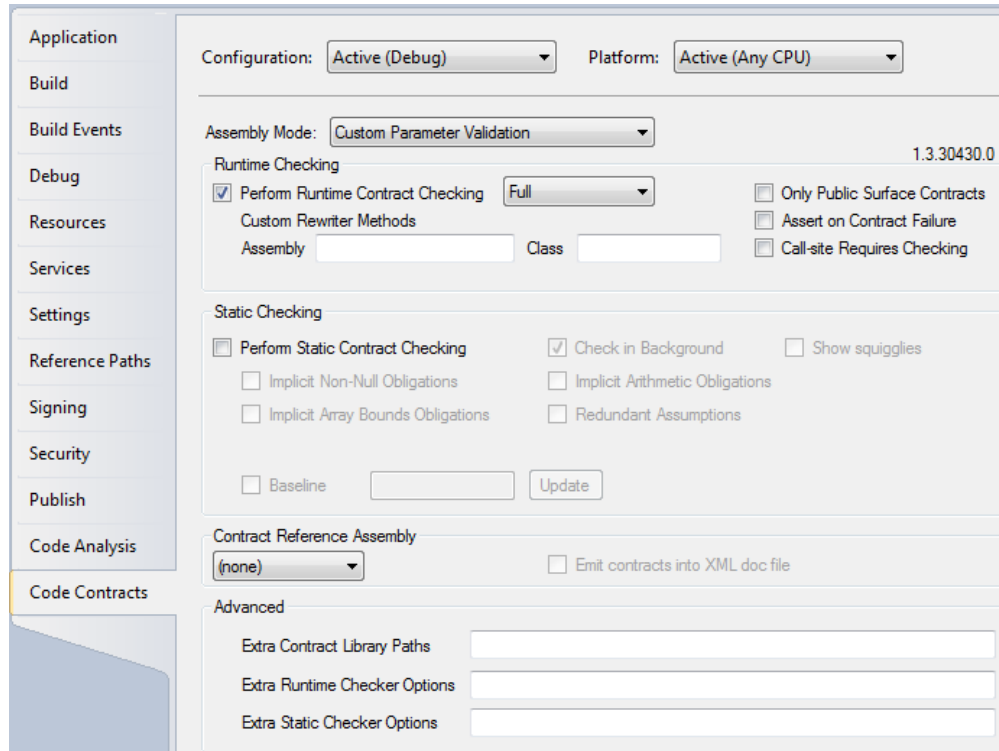 Application
Build
Build Events
Debug
Resources
Services
Settings
Reference Paths
Signing
Security
Publish
Code Analysis
Code Contracts
Configuration: Active (Debug) Platform: Active (Any CPU)
Assembly Mode: Custom Parameter Validation
1.3.30430.0
Runtime Checking
Perform Runtime Contract Checking Full Only Public Surface Contracts
Custom Rewriter Methods Assert on Contract Failure
Assembly Class Call-site Requires Checking
Static Checking
Perform Static Contract Checking Check in Background Show squigglies
Implicit Non-Null Obligations Implicit Arithmetic Obligations
Implicit Array Bounds Obligations Redundant Assumptions
Baseline Update
Contract Reference Assembly
(none) Emit contracts into XML doc file
Advanced
Extra Contract Library Paths
Extra Runtime Checker Options
Extra Static Checker Options